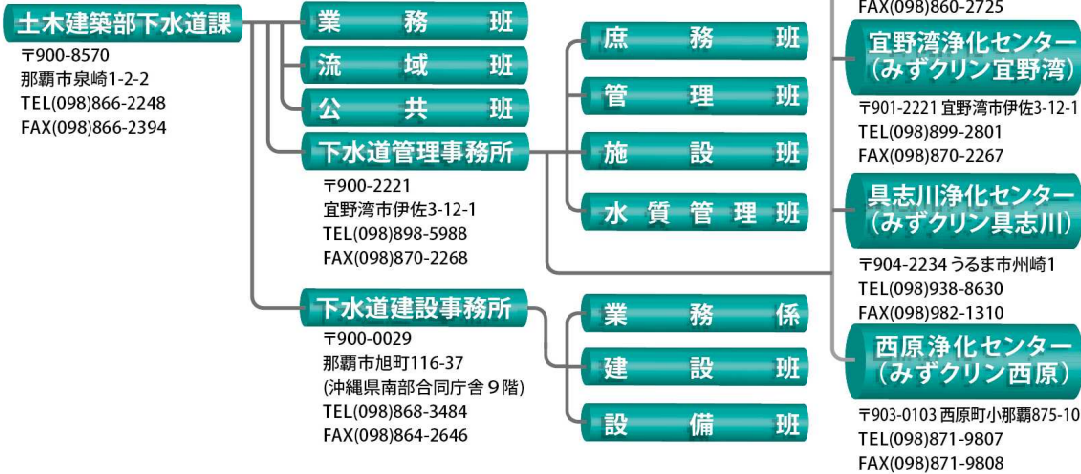 土木建築部下水道課
〒900-8570
那覇市泉崎1-2-2
TEL(098)866-2248
FAX(098)866-2394
業務班
流域班
公共班
下水道管理事務所
〒900-2221
宜野湾市伊佐3-12-1
TEL(098)898-5988
FAX(098)870-2268
下水道建設事務所
〒900-0029
那覇市旭町116-37
(沖縄県南部合同庁舎9階)
TEL(098)868-3484
FAX(098)864-2646
庶務班
管理班
施設班
水質管理班
業務係
建設班
設備班
FAX(098)860-2725
宜野湾浄化センター
(みずクリン宜野湾)
〒901-2221 宜野湾市伊佐3-12-1
TEL(098)899-2801
FAX(098)870-2267
具志川浄化センター
(みずクリン具志川)
〒904-2234 うるま市州崎1
TEL(098)938-8630
FAX(098)982-1310
西原浄化センター
(みずクリン西原)
〒903-0103 西原町小那覇875-10
TEL(098)871-9807
FAX(098)871-9808